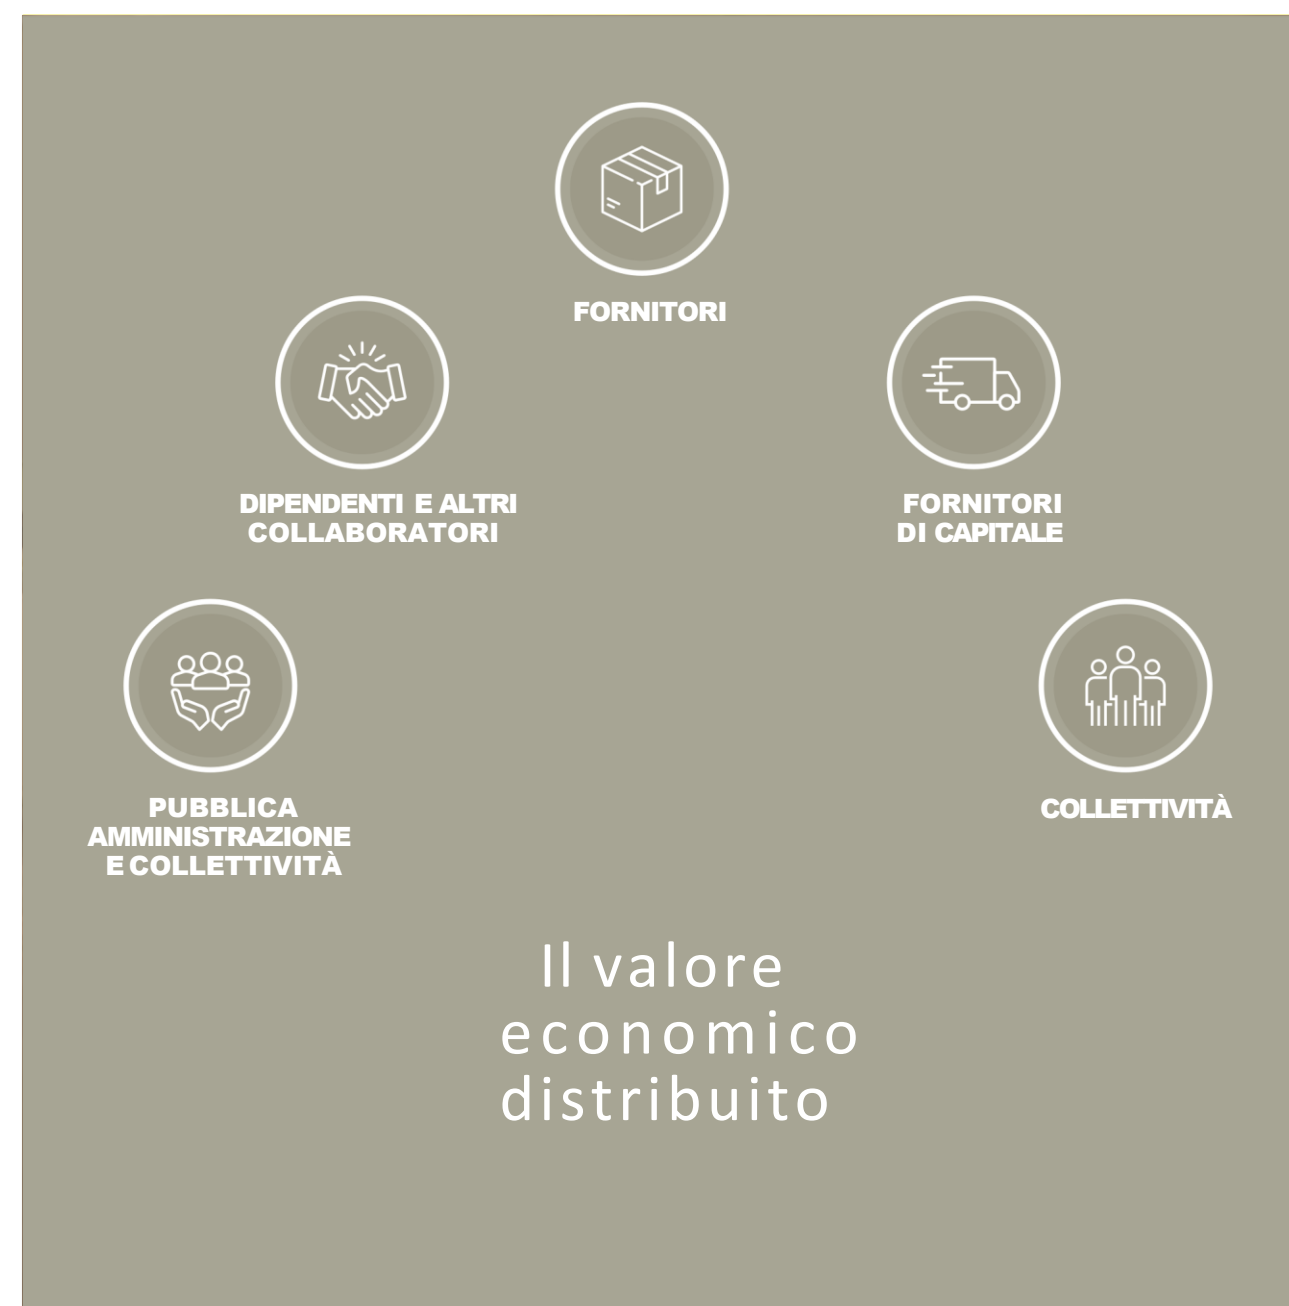 FORNITORI
DIPENDENTI E ALTRI
COLLABORATORI
FORNITORI
DI CAPITALE
PUBBLICA
AMMINISTRAZIONE
E COLLETTIVITÀ
COLLETTIVITÀ
Il valore
economico
distribuito